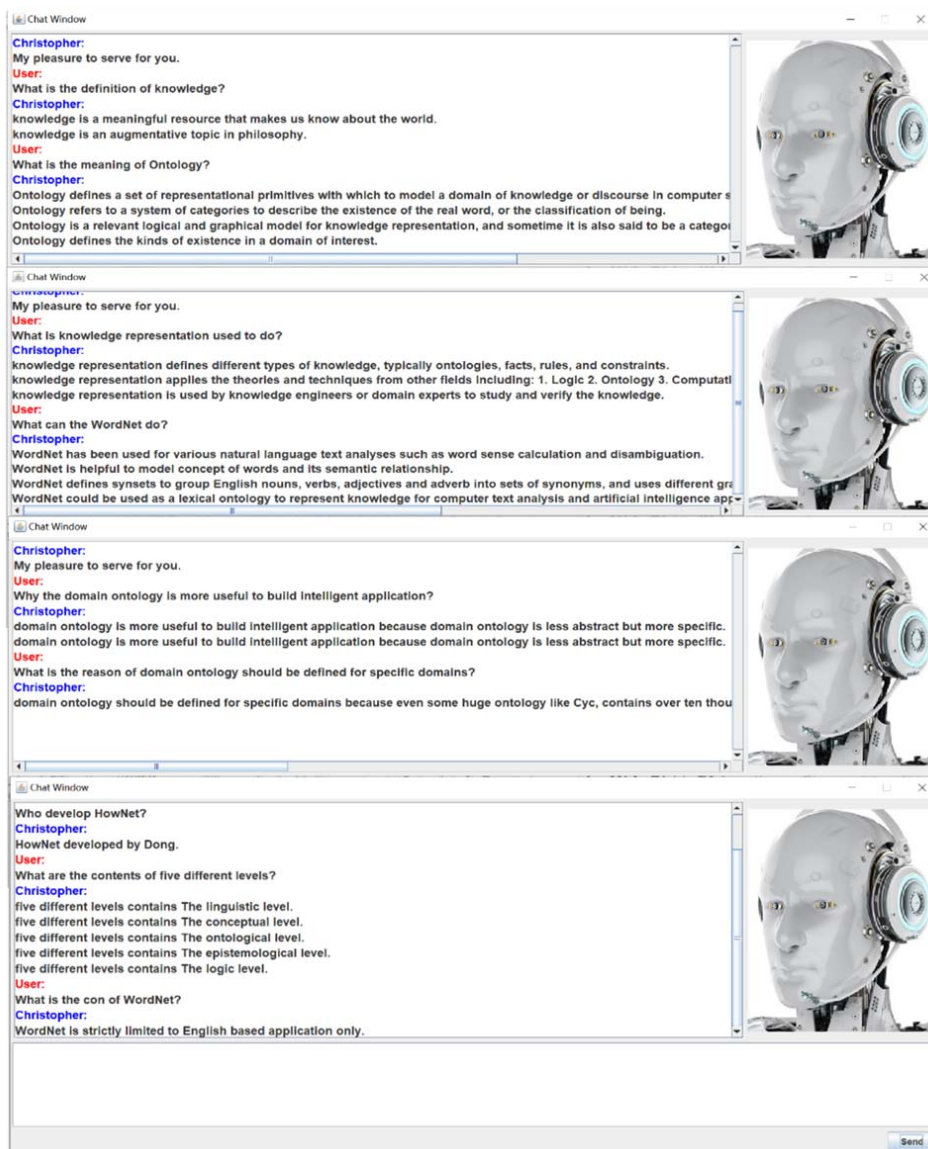 Chat Window
Christopher:
My pleasure to serve for you.
User:
What is the definition of knowledge?
Christopher:
knowledge is a meaningful resource that makes us know about the world.
knowledge is an augmentative topic in philosophy.
User:
What is the meaning of Ontology?
Christopher:
Ontology defines a set of representational primitives with which to model a domain of knowledge or discourse in computer s
Ontology refers to a system of categories to describe the existence of the real word, or the classification of being.
Ontology is a relevant logical and graphical model for knowledge representation, and sometime it is also said to be a catego
Ontology defines the kinds of existence in a domain of interest.
Chat Window
Christopher:
My pleasure to serve for you.
User:
What is knowledge representation used to do?
Christopher:
knowledge representation defines different types of knowledge, typically ontologies, facts, rules, and constraints.
knowledge representation applies the theories and techniques from other fields including: 1. Logic 2. Ontology 3. Computati
knowledge representation is used by knowledge engineers or domain experts to study and verify the knowledge.
User:
What can the WordNet do?
Christopher:
WordNet has been used for various natural language text analyses such as word sense calculation and disambiguation.
WordNet is helpful to model concept of words and its semantic relationship.
WordNet defines synsets to group English nouns, verbs, adjectives and adverb into sets of synonyms, and uses different gra
WordNet could be used as a lexical ontology to represent knowledge for computer text analysis and artificial intelligence app
Chat Window
Christopher:
My pleasure to serve for you.
User:
Why the domain ontology is more useful to build intelligent application?
Christopher:
domain ontology is more useful to build intelligent application because domain ontology is less abstract but more specific.
domain ontology is more useful to build intelligent application because domain ontology is less abstract but more specific.
User:
What is the reason of domain ontology should be defined for specific domains?
Christopher:
domain ontology should be defined for specific domains because even some huge ontology like Cyc, contains over ten thou
Chat Window
Who develop HowNet?
Christopher:
HowNet developed by Dong.
User:
What are the contents of five different levels?
Christopher:
five different levels contains The linguistic level.
five different levels contains The conceptual level.
five different levels contains The ontological level.
five different levels contains The epistemological level.
five different levels contains The logic level.
User:
What is the con of WordNet?
Christopher:
WordNet is strictly limited to English based application only.
Send